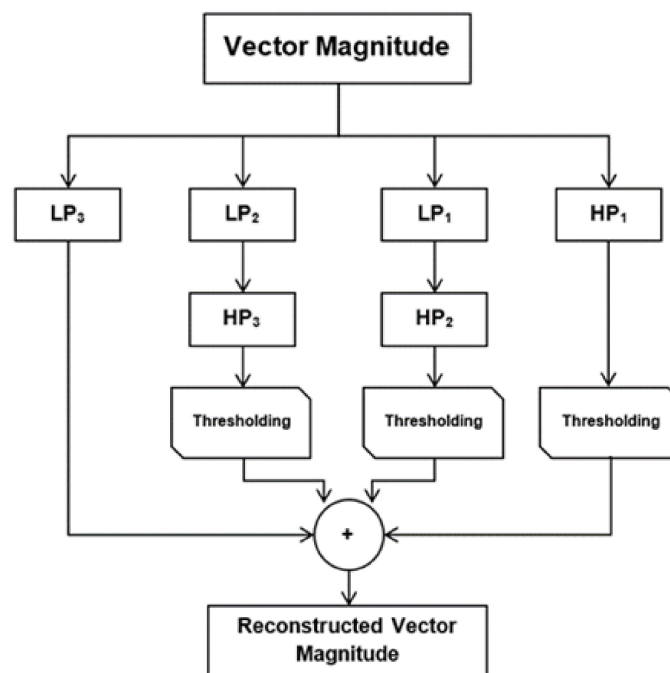 Vector Magnitude
LP₃
LP₂
LP₁
HP₁
HP₃
HP₂
Thresholding
Thresholding
Thresholding
+
Reconstructed Vector
Magnitude